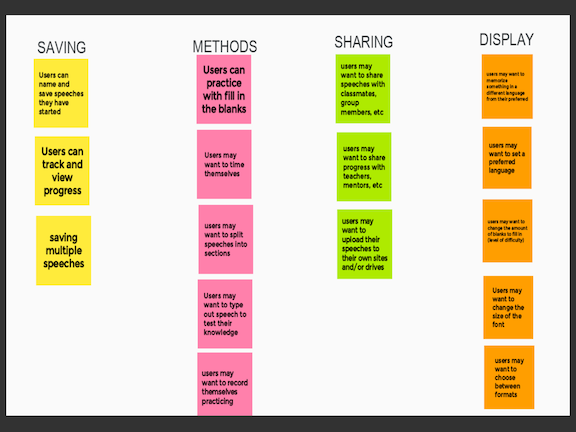 SAVING
Users can
name and
save speeches
they have
started
Users can
track and
view
progress
saving
multiple
speeches
METHODS
Users can
practice
with fill in
the blanks
Users may
want to time
themselves
users may
want to split
speeches into
sections
Users may
want to type
out speech to
test their
knowledge
users may
want to record
themselves
practicing
SHARING
users may
want to share
speeches with
classmates,
group
members, etc
users may
want to share
progress with
teachers,
mentors, etc
users may
want to
upload their
speeches to
their own sites
and/or drives
DISPLAY
users may want to
memorize
something in a
different language
from their preferred
users may
want to set a
preferred
language
users may want to
change the amount
of blanks to fill in
(level of difficulty)
Users may
want to
change the
size of the
font
users may
want to
choose
between
formats